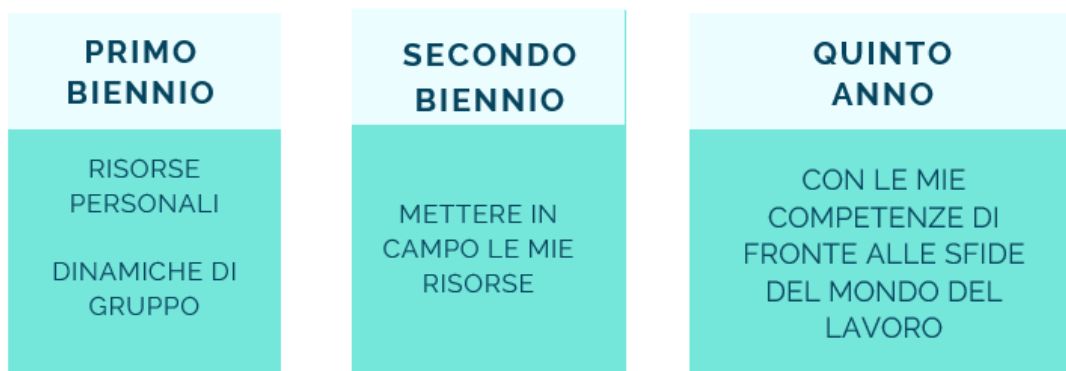 PRIMO
BIENNIO
RISORSE
PERSONALI
DINAMICHE DI
GRUPPO
SECONDO
BIENNIO
METTERE IN
CAMPO LE MIE
RISORSE
QUINTO
ANNO
CON LE MIE
COMPETENZE DI
FRONTE ALLE SFIDE
DEL MONDO DEL
LAVORO